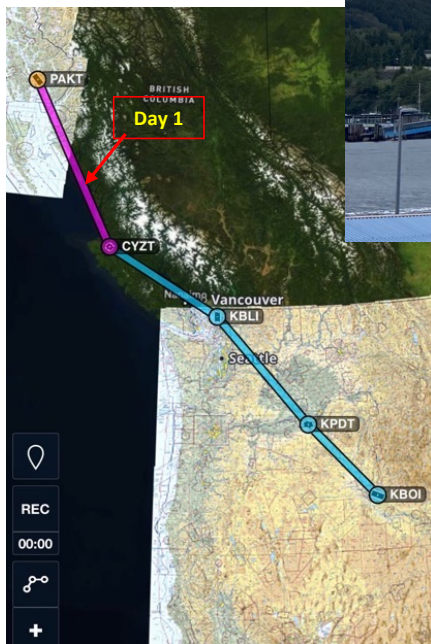 PAKT
BRITISH
COLUMBIA
Day 1
CYZT
Vancouver
KBLI
Seattle
KPDT
KBOI
REC
00:00